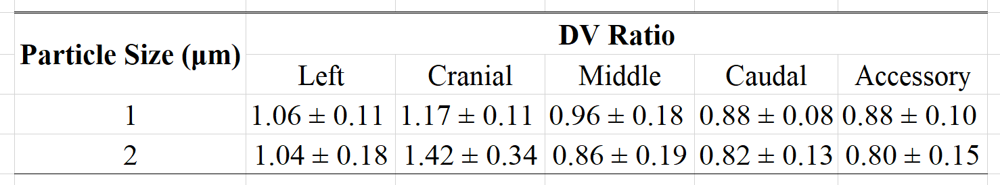 DV Ratio
Particle Size (µm)
Left Cranial Middle Caudal Accessory
1 1.06 ± 0.11 1.17 ± 0.11 0.96 ± 0.18 0.88 ± 0.08 0.88 ± 0.10
2 1.04 ± 0.18 1.42 ± 0.34 0.86 ± 0.19 0.82 ± 0.13 0.80 ± 0.15